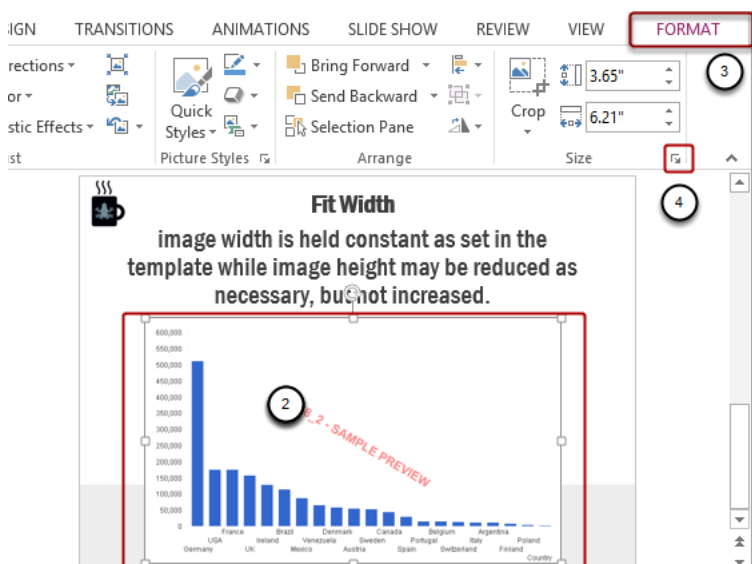 IGN TRANSITIONS ANIMATIONS SLIDE SHOW REVIEW VIEW FORMAT
3
rections
or
stic Effects
Quick
Styles
Bring Forward
Send Backward
Selection Pane
Crop
3.65"
6.21"
st
Picture Styles
Arrange
Size
4
Fit Width
image width is held constant as set in the
template while image height may be reduced as
necessary, but not increased.
600,000
550,000
500,000
450,000
400,000
350,000
300,000
250,000
200,000
150,000
100,000
50,000
0
2
8_2 - SAMPLE PREVIEW
France Brazil Denmark Canada Belgium Argentina
USA Ireland Venezuela Sweden Portugal Italy Poland
Germany UK Mexico Austria Spain Switzerland Finland
Country